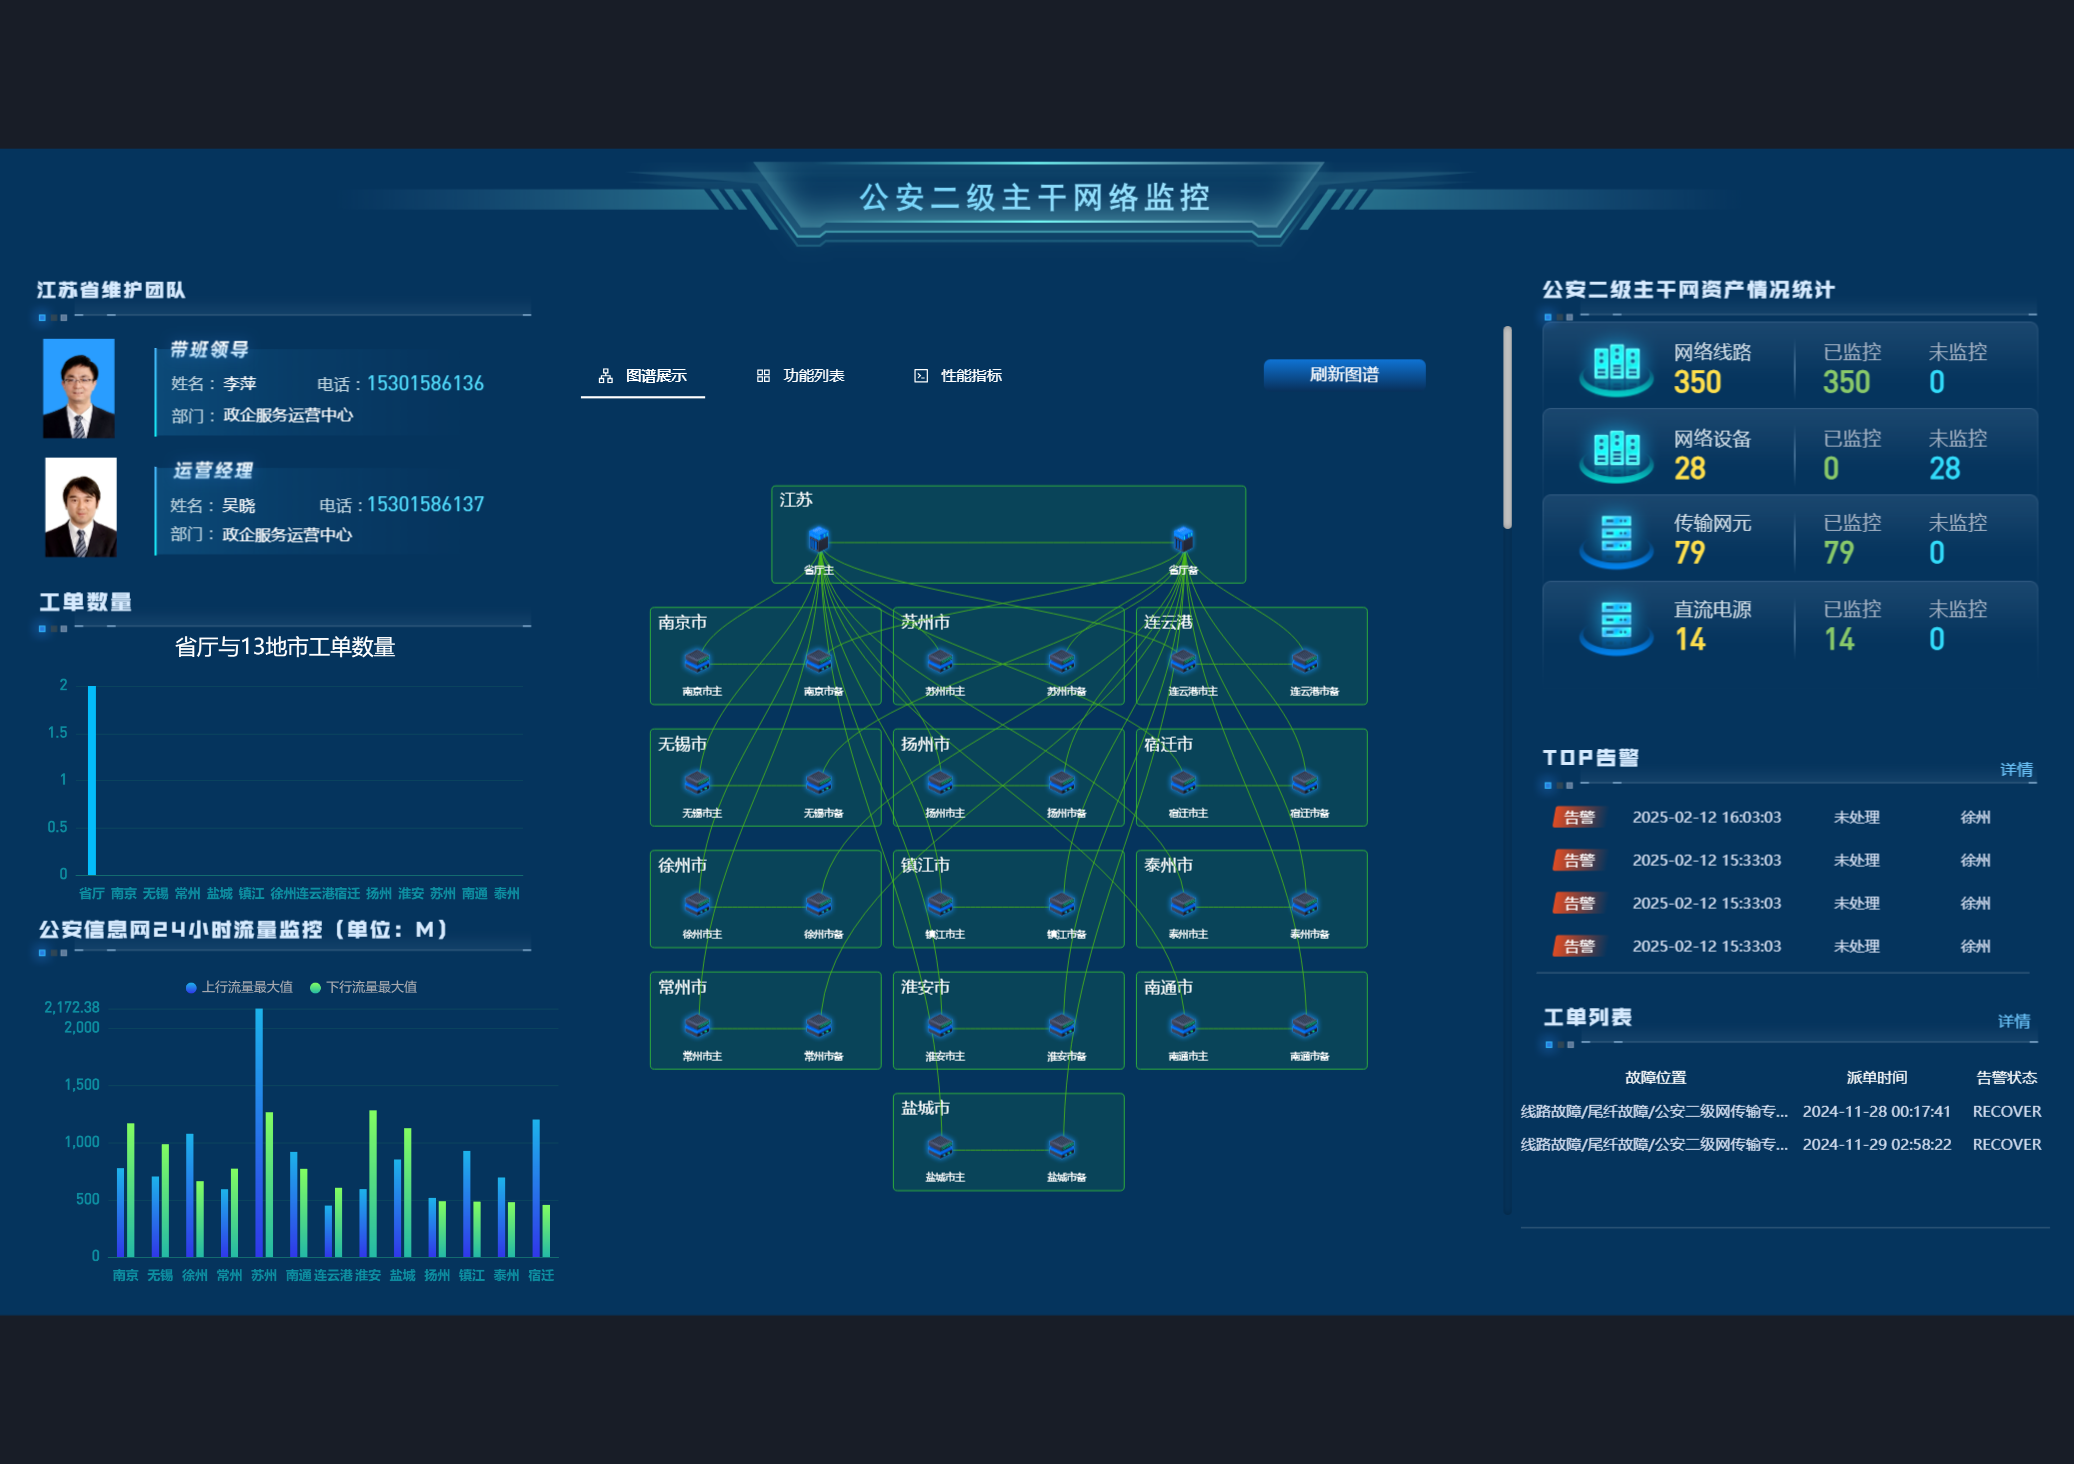 公安二级主干网络监控
江苏省维护团队
带班领导
姓名： 李萍 电话：15301586136
部门： 政企服务运营中心
运营经理
姓名： 吴晓 电话：15301586137
部门： 政企服务运营中心
工单数量
省厅与13地市工单数量
2
1.5
1
0.5
0
省厅 南京 无锡 常州 盐城 镇江 徐州 连云港 宿迁 扬州 淮安 苏州 南通 泰州
公安信息网24小时流量监控（单位：M）
上行流量最大值 下行流量最大值
2,172.38
2,000
1,500
1,000
500
0
南京 无锡 徐州 常州 苏州 南通 连云港 淮安 盐城 扬州 镇江 泰州 宿迁
图谱展示 功能列表 性能指标 刷新图谱
江苏
省厅主 省厅备
南京市 苏州市 连云港
南京市主 南京市备 苏州市主 苏州市备 连云港市主 连云港市备
无锡市 扬州市 宿迁市
无锡市主 无锡市备 扬州市主 扬州市备 宿迁市主 宿迁市备
徐州市 镇江市 泰州市
徐州市主 徐州市备 镇江市主 镇江市备 泰州市主 泰州市备
常州市 淮安市 南通市
常州市主 常州市备 淮安市主 淮安市备 南通市主 南通市备
盐城市
盐城市主 盐城市备
公安二级主干网资产情况统计
网络线路 已监控 未监控
350 350 0
网络设备 已监控 未监控
28 0 28
传输网元 已监控 未监控
79 79 0
直流电源 已监控 未监控
14 14 0
TOP告警 详情
告警 2025-02-12 16:03:03 未处理 徐州
告警 2025-02-12 15:33:03 未处理 徐州
告警 2025-02-12 15:33:03 未处理 徐州
告警 2025-02-12 15:33:03 未处理 徐州
工单列表 详情
故障位置 派单时间 告警状态
线路故障/尾纤故障/公安二级网传输专... 2024-11-28 00:17:41 RECOVER
线路故障/尾纤故障/公安二级网传输专... 2024-11-29 02:58:22 RECOVER